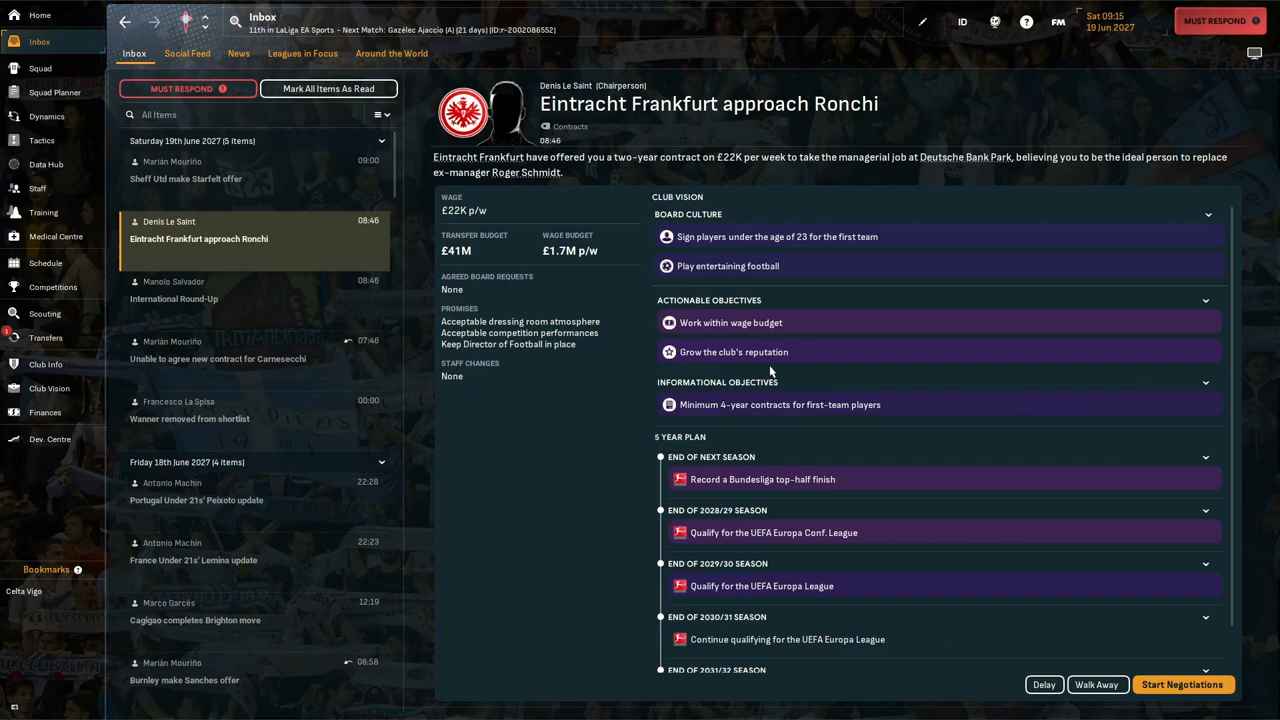 Home
Inbox
Squad
Squad Planner
Dynamics
Tactics
Data Hub
Staff
Training
Medical Centre
Schedule
Competitions
Scouting
1
Transfers
Club Info
Club Vision
Finances
Dev. Centre
Bookmarks ?
Celta Vigo
Inbox
11th in LaLiga EA Sports - Next Match: Gazélec Ajaccio (A) (21 days) (ID:r-2002086552)
ID
?
FM
Sat 09:15
19 Jun 2027
MUST RESPOND !
Inbox
Social Feed
News
Leagues in Focus
Around the World
MUST RESPOND !
Mark All Items As Read
All Items
Saturday 19th June 2027 (5 items)
Marián Mouriño 09:00
Sheff Utd make Starfelt offer
Denis Le Saint 08:46
Eintracht Frankfurt approach Ronchi
Manolo Salvador 08:46
International Round-Up
Marián Mouriño 07:46
Unable to agree new contract for Carnesecchi
Francesco La Spisa 00:00
Wanner removed from shortlist
Friday 18th June 2027 (4 items)
Antonio Machin 22:28
Portugal Under 21s' Peixoto update
Antonio Machin 22:23
France Under 21s' Lemina update
Marco Garcés 12:19
Cagigao completes Brighton move
Marián Mouriño 08:58
Burnley make Sanches offer
Denis Le Saint (Chairperson)
Eintracht Frankfurt approach Ronchi
Contracts
08:46
Eintracht Frankfurt have offered you a two-year contract on £22K per week to take the managerial job at Deutsche Bank Park, believing you to be the ideal person to replace
ex-manager Roger Schmidt.
WAGE
£22K p/w
TRANSFER BUDGET WAGE BUDGET
£41M £1.7M p/w
AGREED BOARD REQUESTS
None
PROMISES
Acceptable dressing room atmosphere
Acceptable competition performances
Keep Director of Football in place
STAFF CHANGES
None
CLUB VISION
BOARD CULTURE
Sign players under the age of 23 for the first team
Play entertaining football
ACTIONABLE OBJECTIVES
Work within wage budget
Grow the club's reputation
INFORMATIONAL OBJECTIVES
Minimum 4-year contracts for first-team players
5 YEAR PLAN
END OF NEXT SEASON
Record a Bundesliga top-half finish
END OF 2028/29 SEASON
Qualify for the UEFA Europa Conf. League
END OF 2029/30 SEASON
Qualify for the UEFA Europa League
END OF 2030/31 SEASON
Continue qualifying for the UEFA Europa League
END OF 2031/32 SEASON
Delay
Walk Away
Start Negotiations